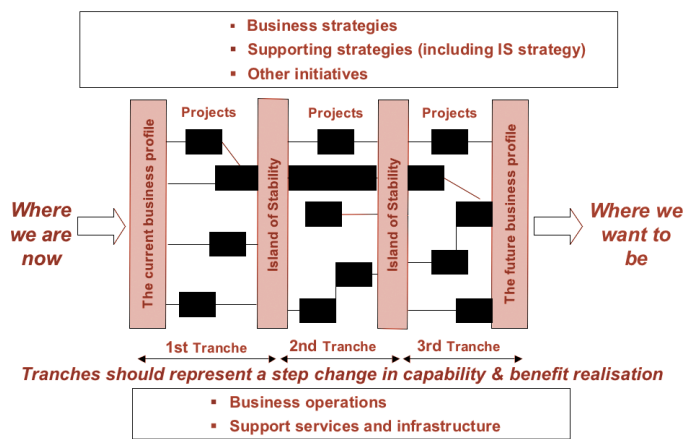 ▪ Business strategies
▪ Supporting strategies (including IS strategy)
▪ Other initiatives
Projects
Projects
Projects
Where
we are
now
The current business profile
Island of Stability
Island of Stability
The future business profile
Where we
want to
be
1st Tranche
2nd Tranche
3rd Tranche
Tranches should represent a step change in capability & benefit realisation
▪ Business operations
▪ Support services and infrastructure